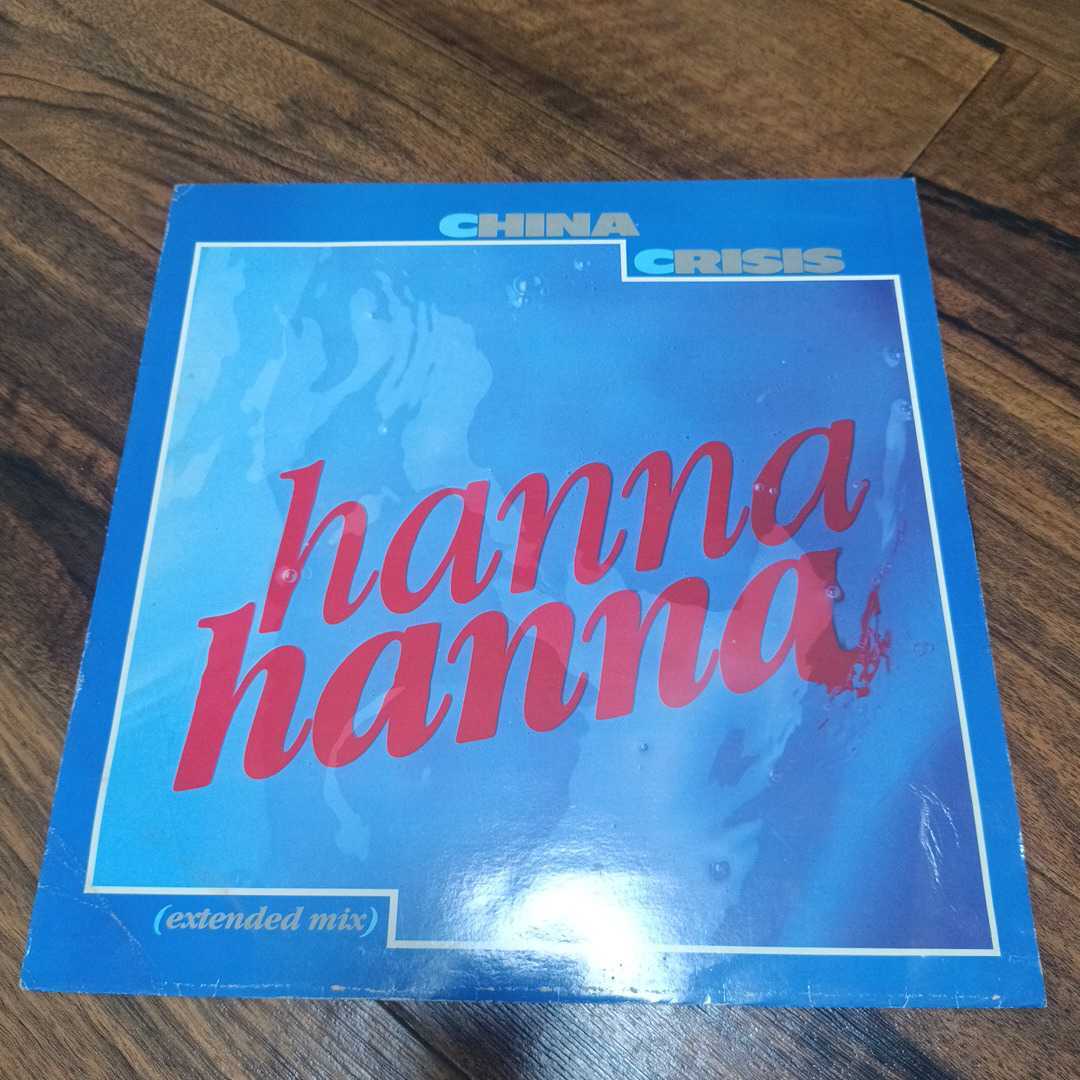 CHINA
CRISIS
hanna
hanna
(extended mix)